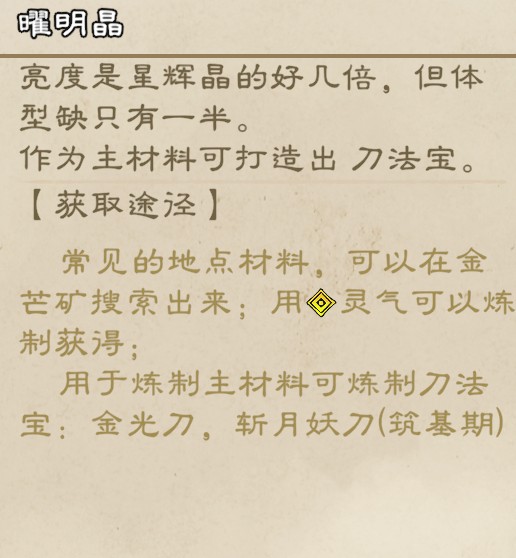 曜明晶
亮度是星辉晶的好几倍，但体
型缺只有一半。
作为主材料可打造出 刀法宝。
【获取途径】
常见的地点材料，可以在金
芒矿搜索出来；用灵气可以炼
制获得；
用于炼制主材料可炼制刀法
宝：金光刀，斩月妖刀(筑基期)